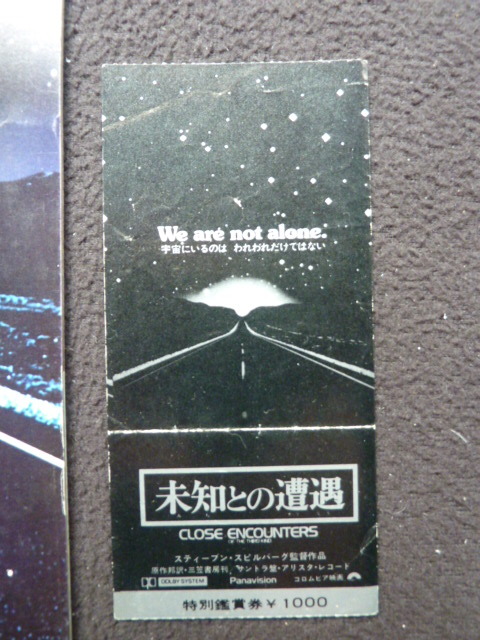 We are not alone.
宇宙にいるのは われわれだけではない
未知との遭遇
CLOSE ENCOUNTERS
OF THE THIRD KIND
スティーブン・スピルバーグ監督作品
原作邦訳・三笠書房刊、サントラ盤・アリスタ・レコード
DOLBY SYSTEM Panavision コロムビア映画
特別鑑賞券￥1000